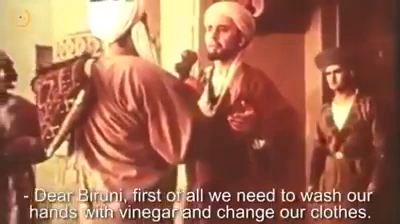 - Dear Biruni, first of all we need to wash our
hands with vinegar and change our clothes.